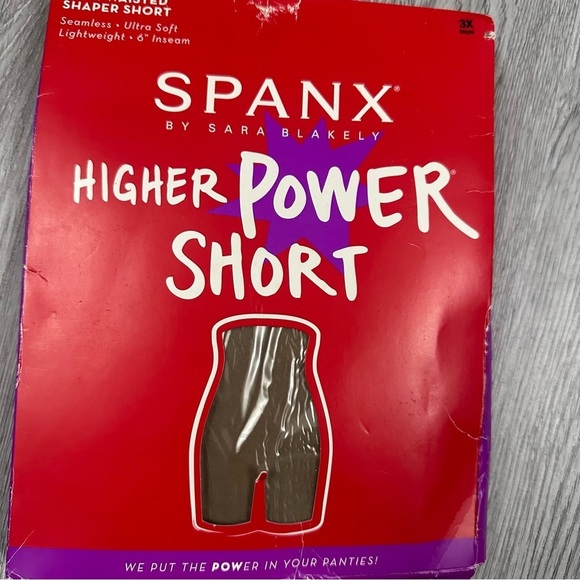 SHAPER SHORT
Seamless • Ultra Soft
Lightweight • 6" Inseam
3X
SPANX®
BY SARA BLAKELY
HIGHER POWER®
SHORT
WE PUT THE POWER IN YOUR PANTIES!